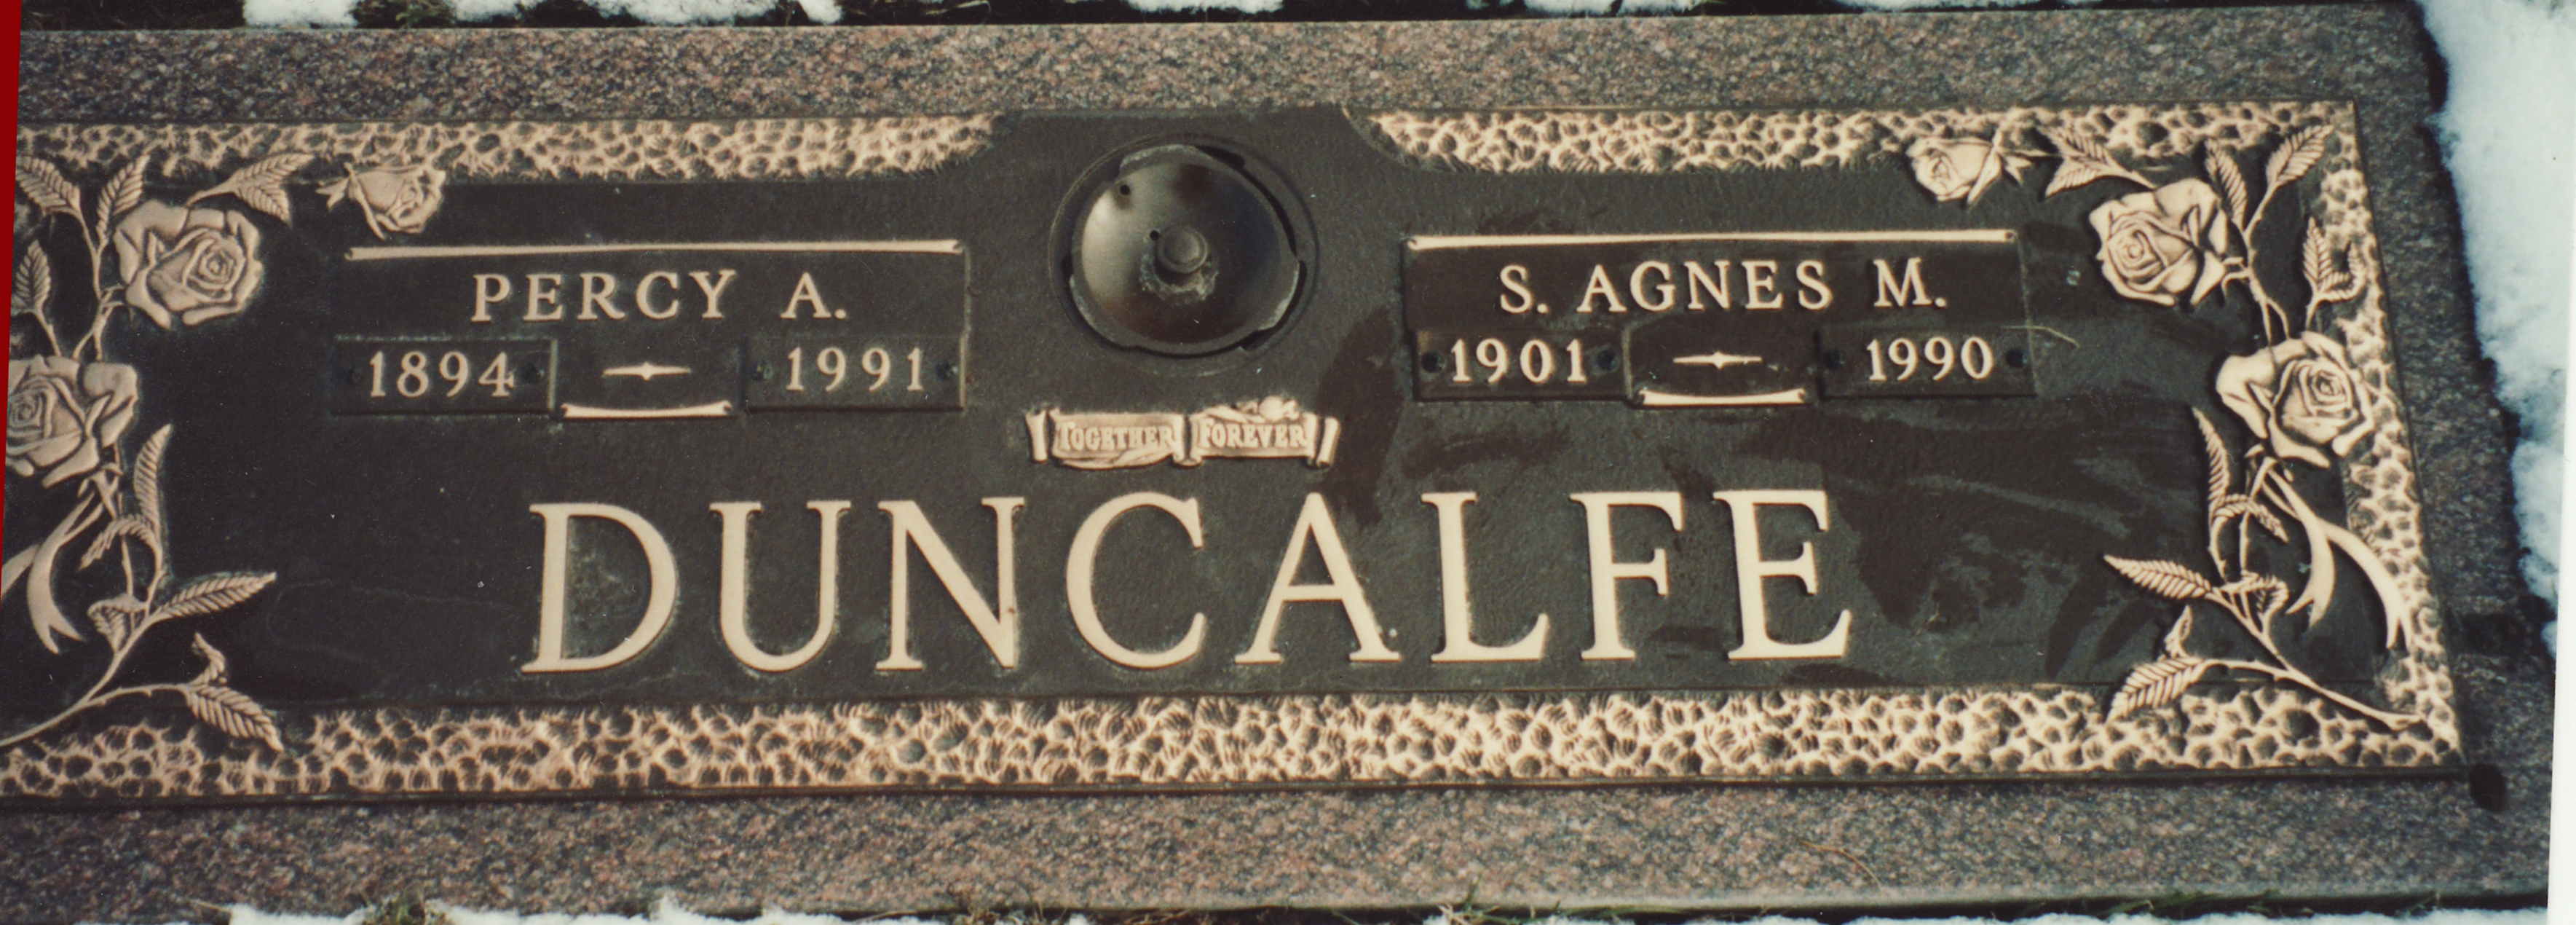 PERCY A.
1894 1991
S. AGNES M.
1901 1990
TOGETHER FOREVER
DUNCALFE